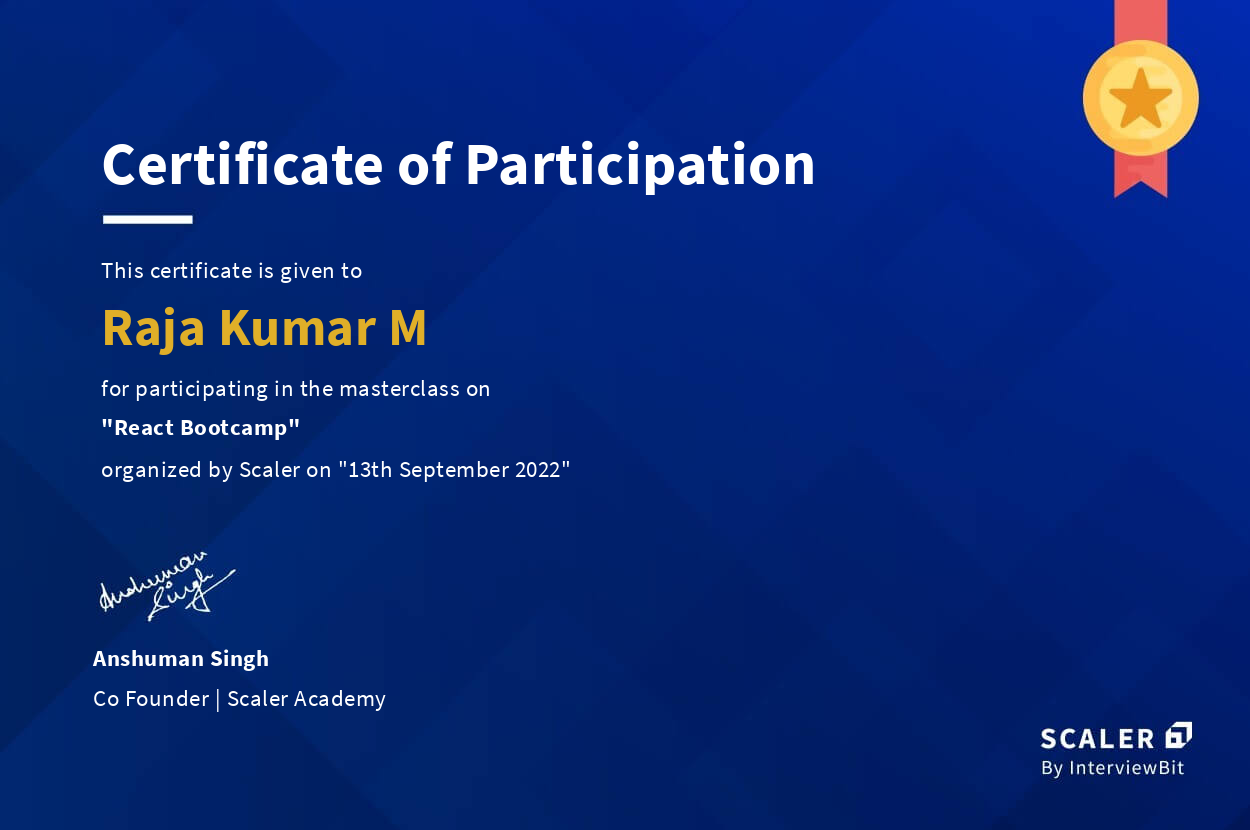 Certificate of Participation
This certificate is given to
Raja Kumar M
for participating in the masterclass on
"React Bootcamp"
organized by Scaler on "13th September 2022"
Anshuman
Singh
Anshuman Singh
Co Founder | Scaler Academy
SCALER
By InterviewBit